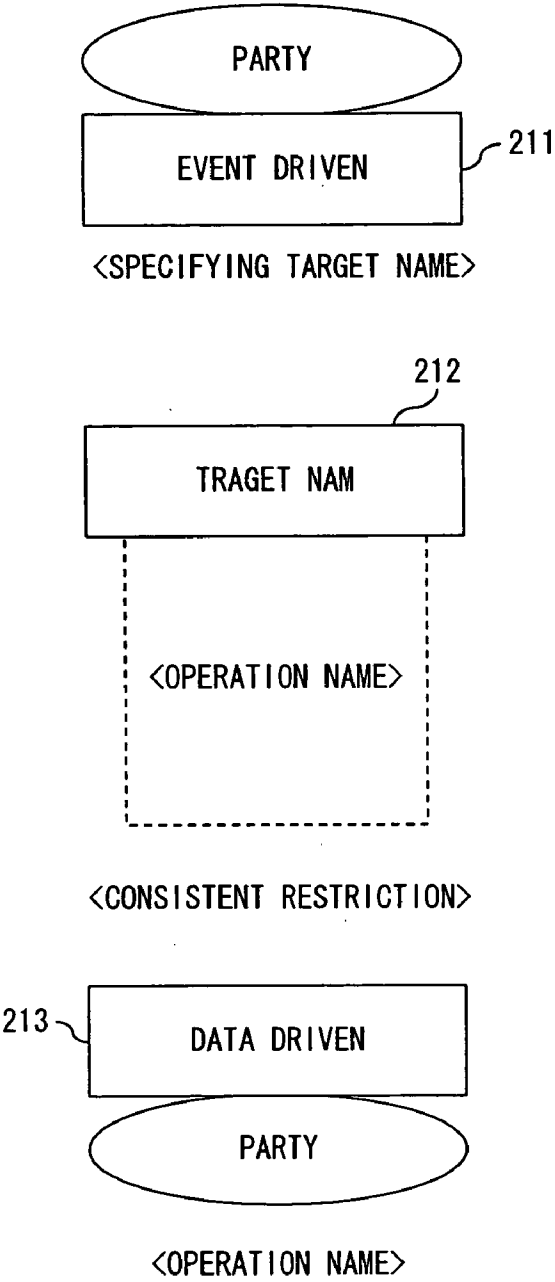 PARTY
EVENT DRIVEN
211
<SPECIFYING TARGET NAME>
212
TRAGET NAM
<OPERATION NAME>
<CONSISTENT RESTRICTION>
213
DATA DRIVEN
PARTY
<OPERATION NAME>